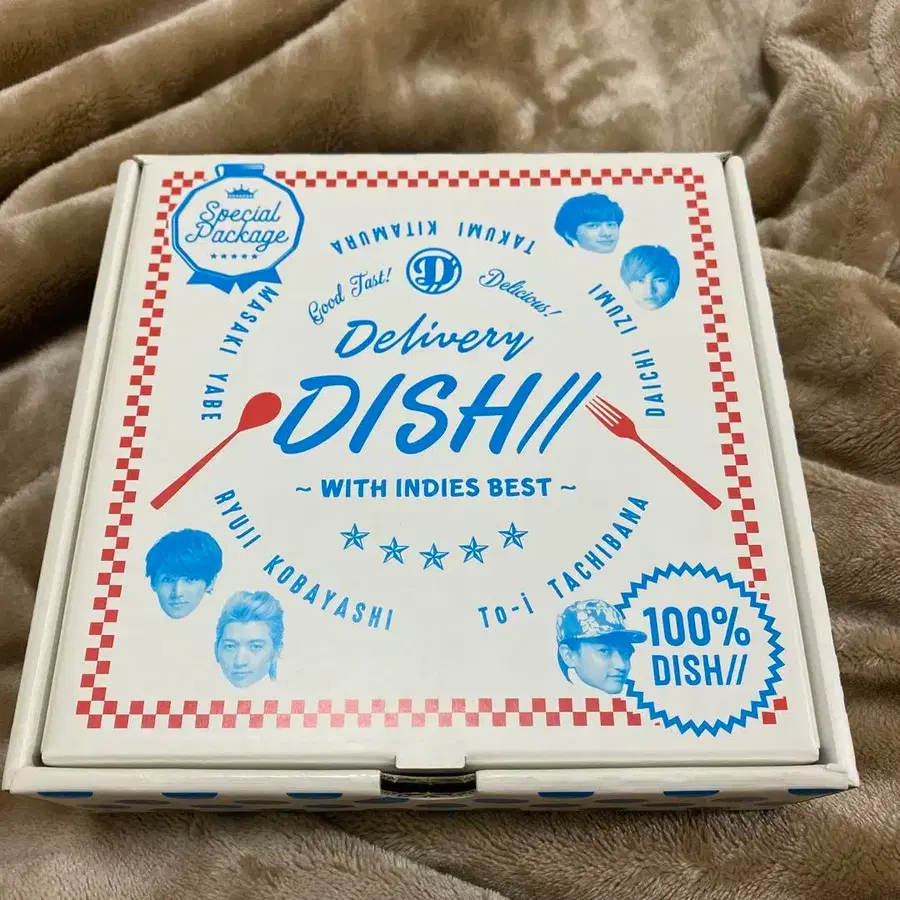 Special
Package
TAKUMI KITAMURA
Good Tast!
D
Delicious!
MASAKI YABE
DAICHI IZUMI
Delivery
DISH//
~ WITH INDIES BEST ~
RYUJI KOBAYASHI
To-i TACHIBANA
100%
DISH//